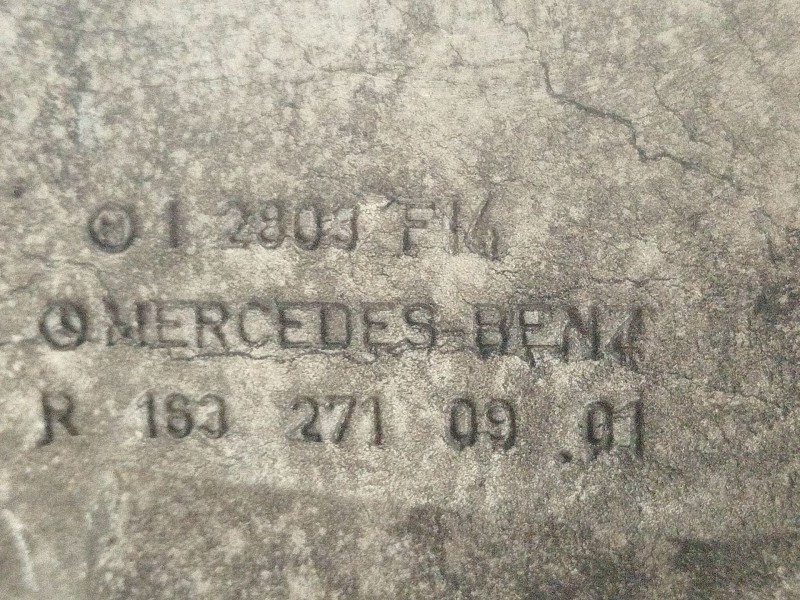 1 2803 F14
MERCEDES-BENZ
R 163 271 09 01